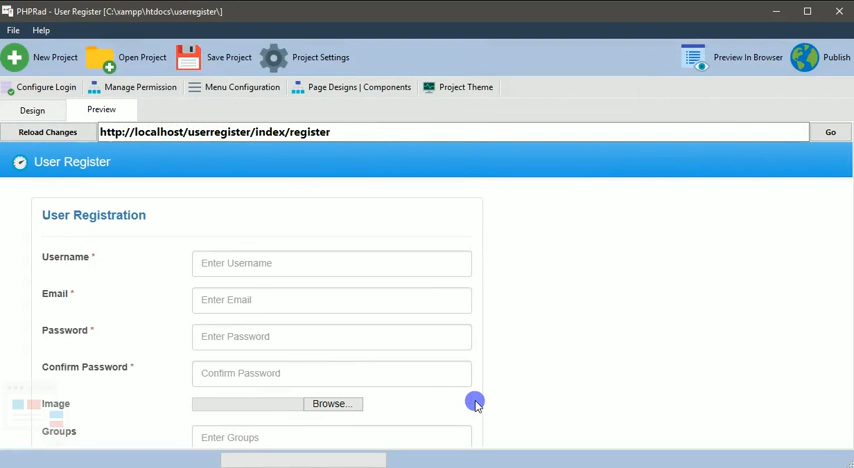 PHPRad - User Register [C:\xampp\htdocs\userregister\]
File Help
New Project Open Project Save Project Project Settings Preview In Browser Publish
Configure Login Manage Permission Menu Configuration Page Designs | Components Project Theme
Design Preview
Reload Changes http://localhost/userregister/index/register Go
User Register
User Registration
Username * Enter Username
Email * Enter Email
Password * Enter Password
Confirm Password * Confirm Password
Image Browse...
Groups Enter Groups